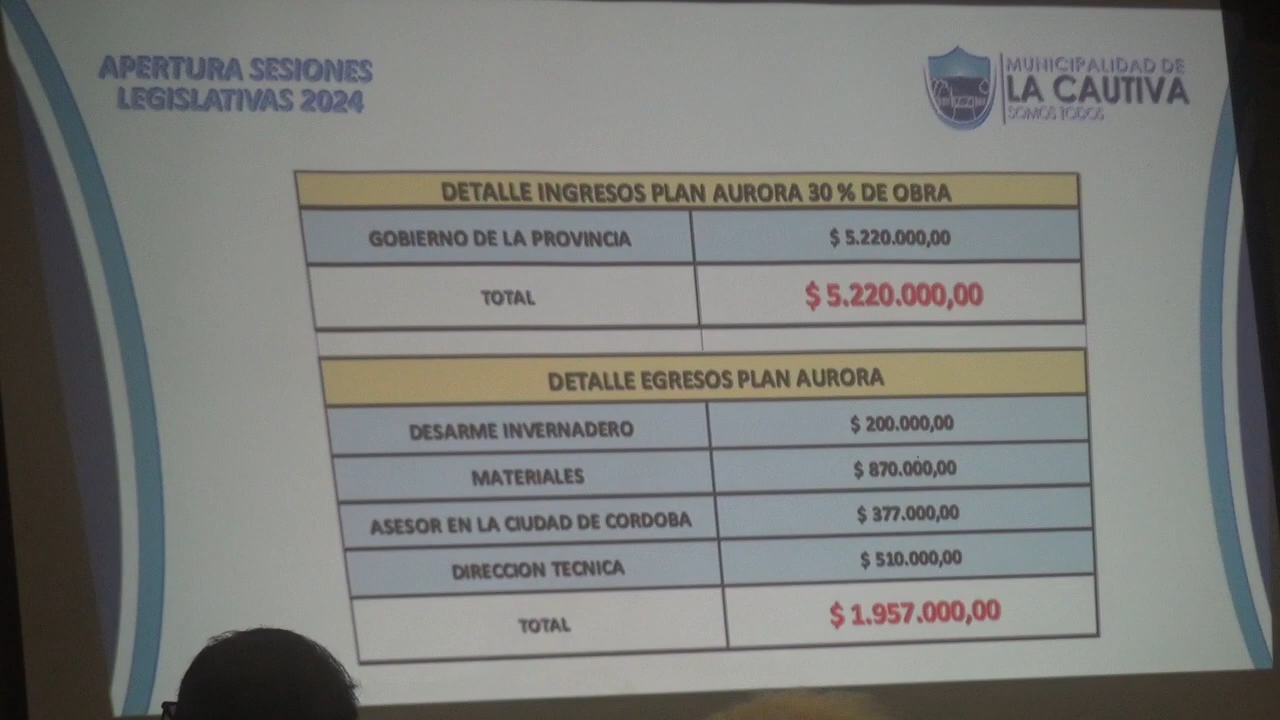 APERTURA SESIONES
LEGISLATIVAS 2024
MUNICIPALIDAD DE
LA CAUTIVA
SOMOS TODOS
DETALLE INGRESOS PLAN AURORA 30 % DE OBRA
GOBIERNO DE LA PROVINCIA $ 5.220.000,00
TOTAL $ 5.220.000,00
DETALLE EGRESOS PLAN AURORA
DESARME INVERNADERO $ 200.000,00
MATERIALES $ 870.000,00
ASESOR EN LA CIUDAD DE CORDOBA $ 377.000,00
DIRECCION TECNICA $ 510.000,00
TOTAL $ 1.957.000,00